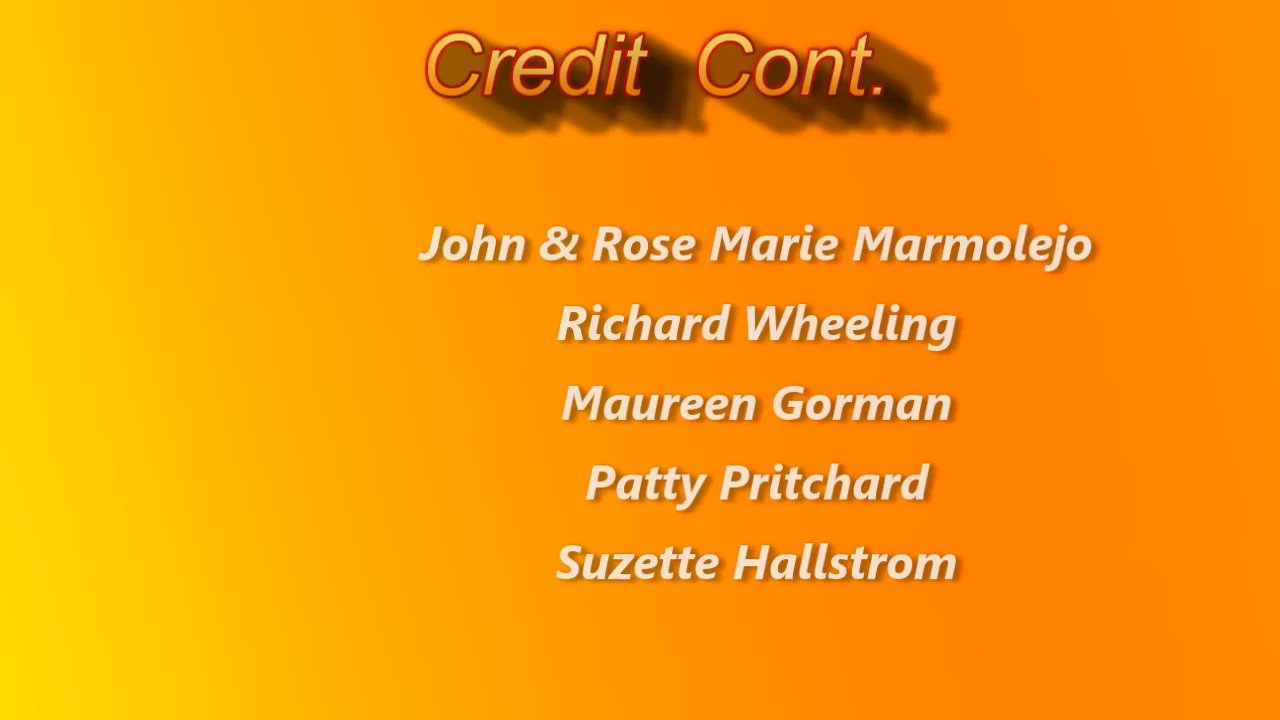 Credit Cont.
John & Rose Marie Marmolejo
Richard Wheeling
Maureen Gorman
Patty Pritchard
Suzette Hallstrom